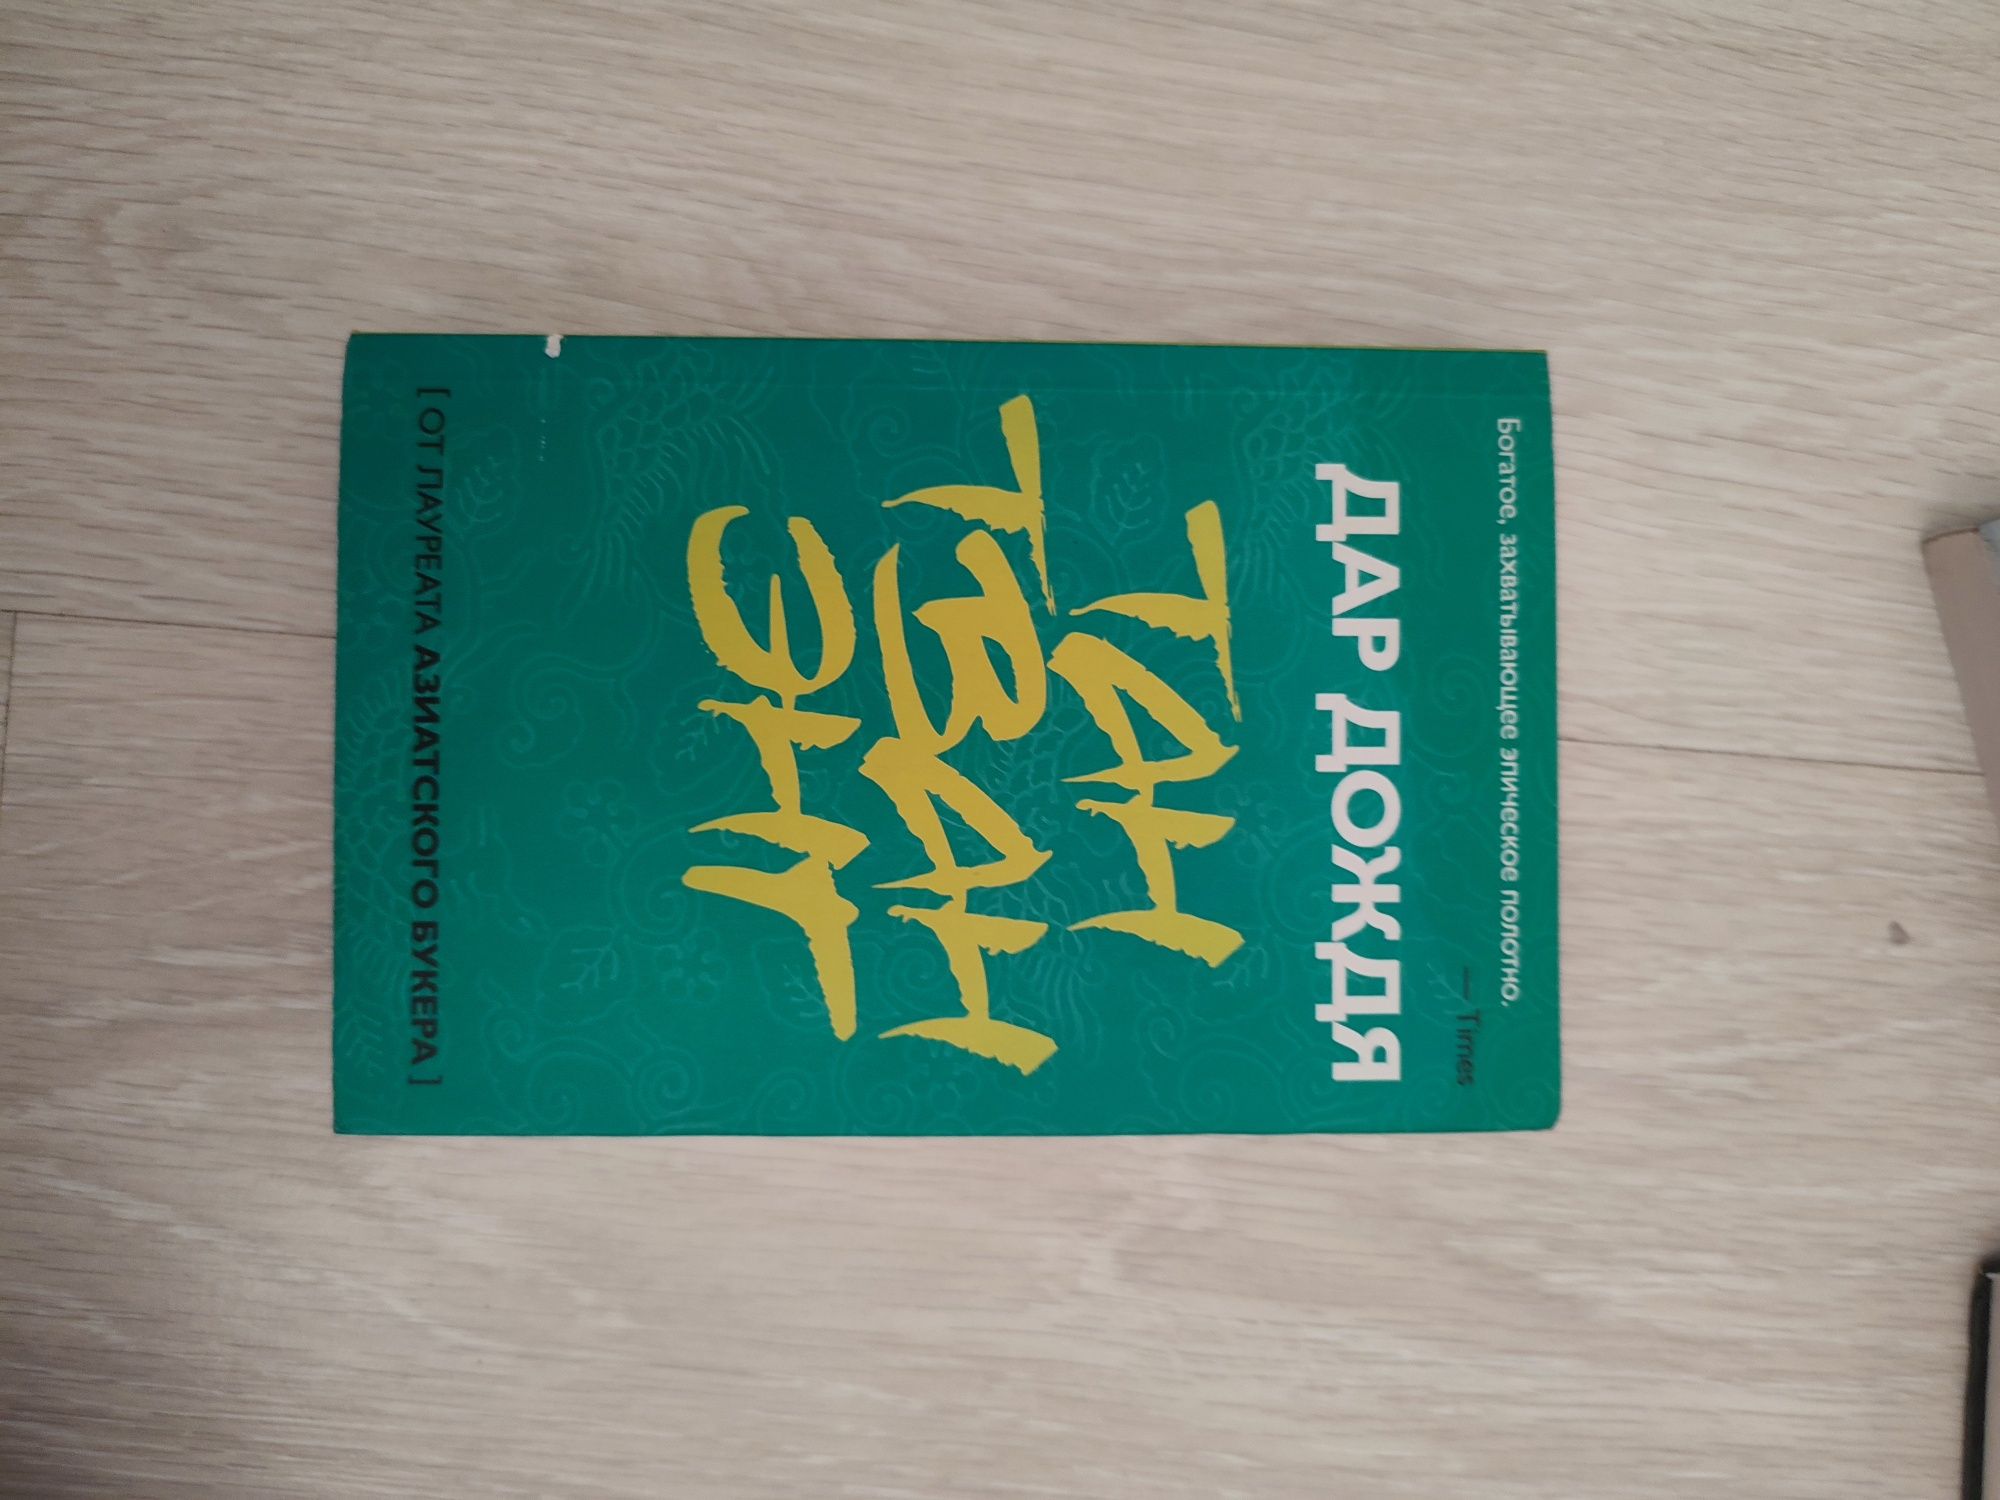 Богатое, захватывающее эпическое полотно.
— Times
ДАР ДОЖДЯ
ТАН
ТВАН
ЭНГ
[ ОТ ЛАУРЕАТА АЗИАТСКОГО БУКЕРА ]